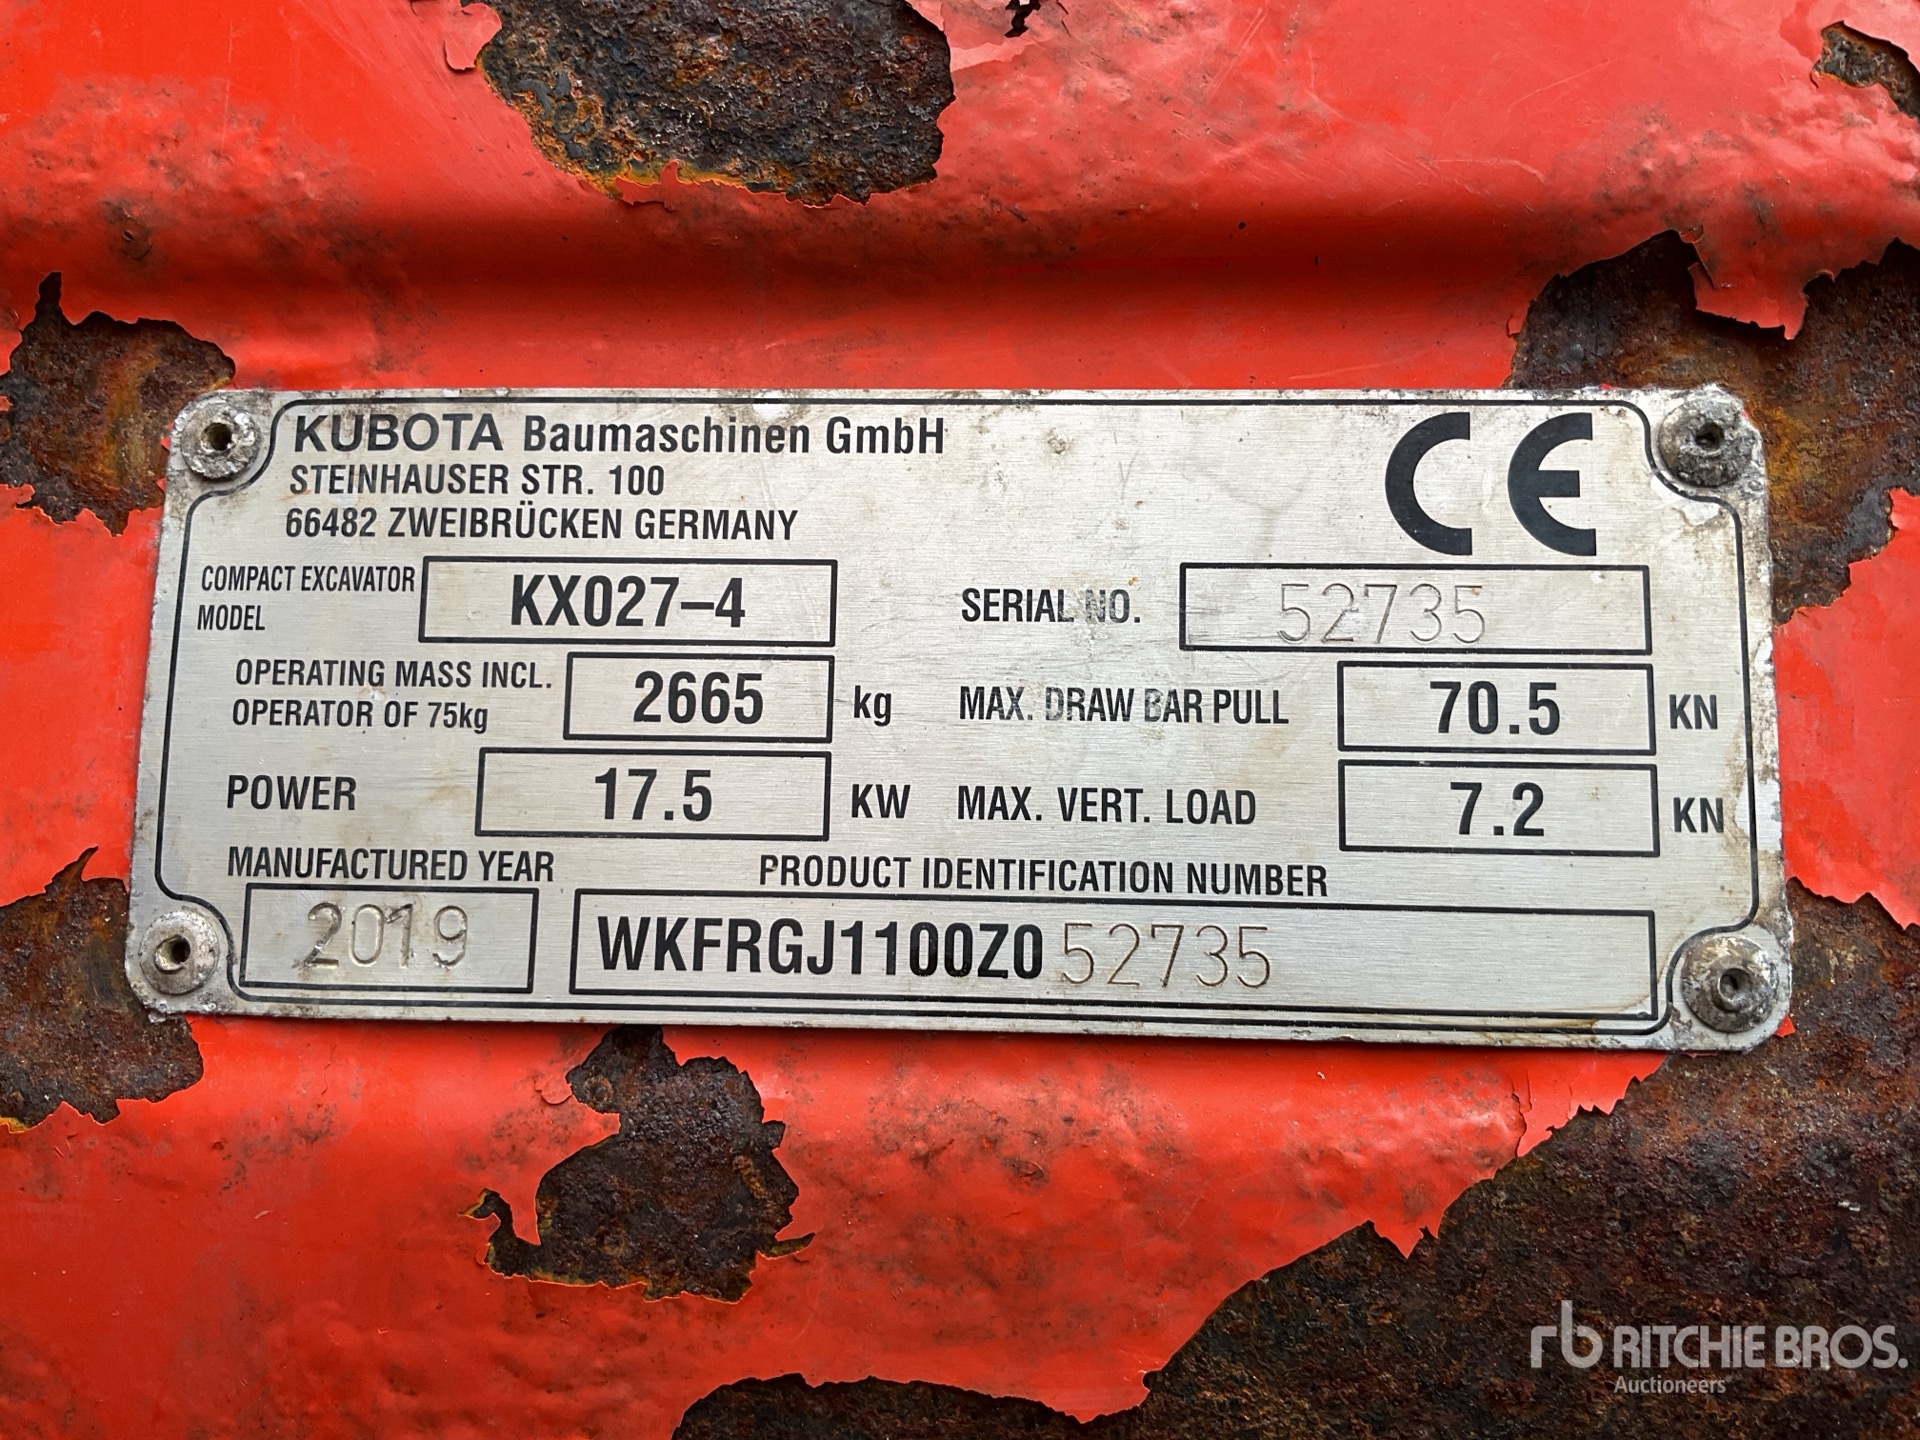 KUBOTA Baumaschinen GmbH
STEINHAUSER STR. 100
66482 ZWEIBRÜCKEN GERMANY
CE
COMPACT EXCAVATOR MODEL KX027-4
SERIAL NO. 52735
OPERATING MASS INCL. OPERATOR OF 75kg 2665 kg
MAX. DRAW BAR PULL 70.5 KN
POWER 17.5 KW
MAX. VERT. LOAD 7.2 KN
MANUFACTURED YEAR
2019
PRODUCT IDENTIFICATION NUMBER
WKFRGJ1100Z052735
rb RITCHIE BROS.
Auctioneers